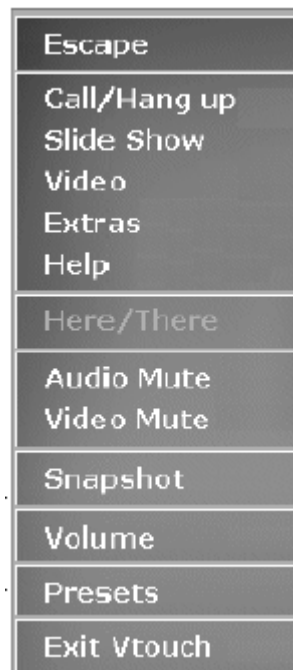 Escape
Call/Hang up
Slide Show
Video
Extras
Help
Here/There
Audio Mute
Video Mute
Snapshot
Volume
Presets
Exit Vtouch